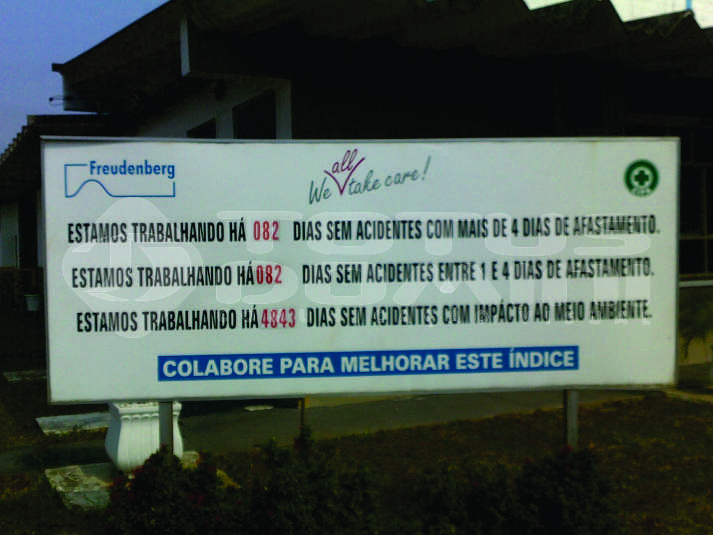 Freudenberg
We all take care!
CIPA
ESTAMOS TRABALHANDO HÁ 082 DIAS SEM ACIDENTES COM MAIS DE 4 DIAS DE AFASTAMENTO.
ESTAMOS TRABALHANDO HÁ 082 DIAS SEM ACIDENTES ENTRE 1 E 4 DIAS DE AFASTAMENTO.
ESTAMOS TRABALHANDO HÁ 4843 DIAS SEM ACIDENTES COM IMPÁCTO AO MEIO AMBIENTE.
COLABORE PARA MELHORAR ESTE ÍNDICE